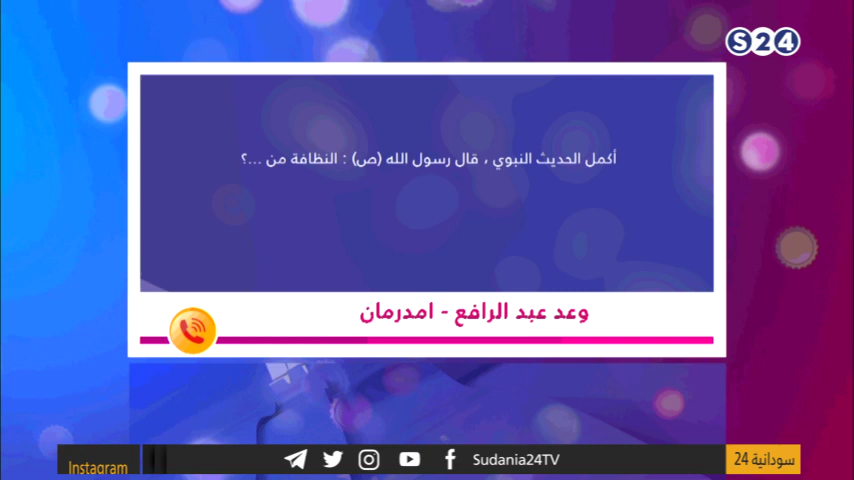 S24
أكمل الحديث النبوي ، قال رسول الله (ص) : النظافة من ...؟
وعد عبد الرافع - امدرمان
Instagram
Sudania24TV
سودانية 24